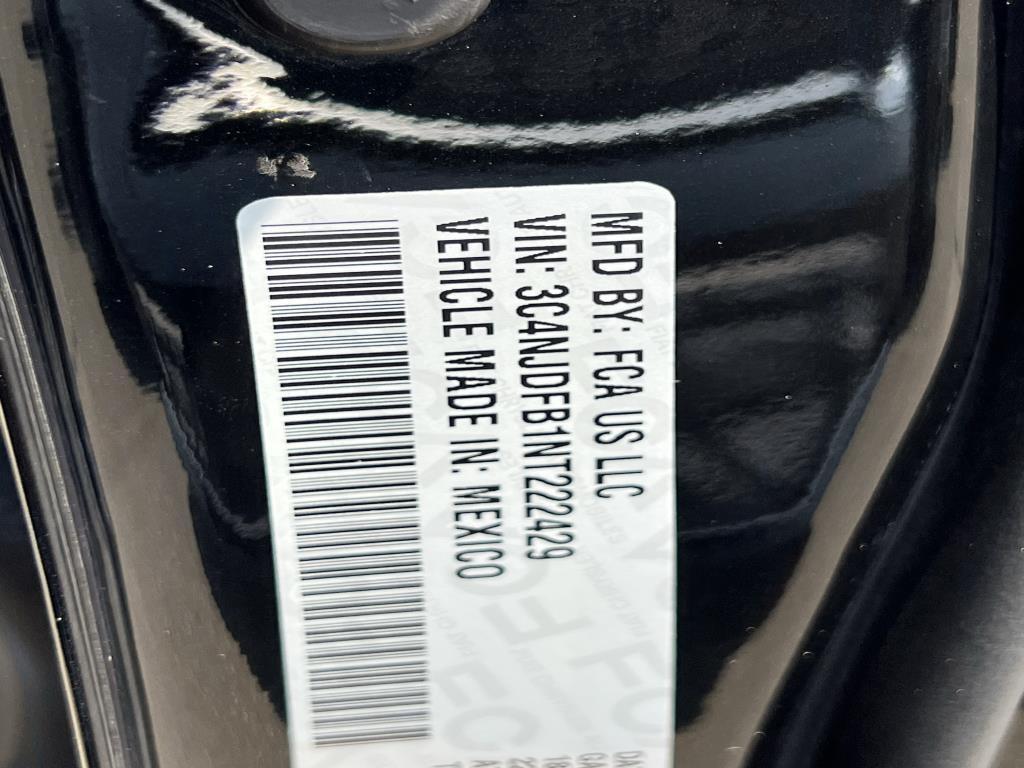 MFD BY: FCA US LLC
VIN: 3C4NJDFB1NT222429
VEHICLE MADE IN: MEXICO